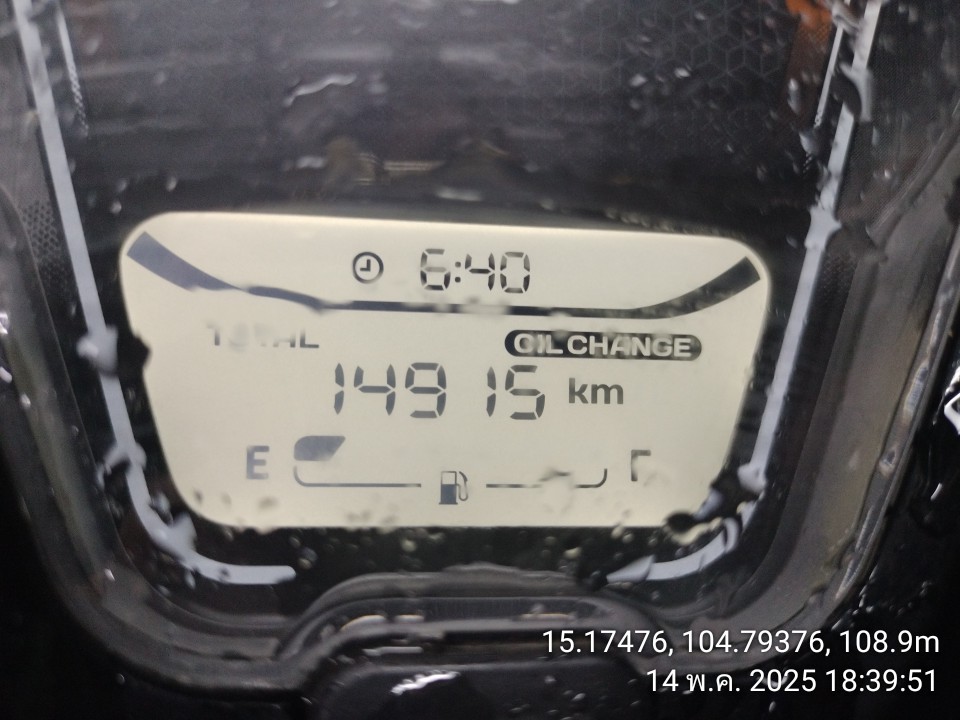 6:40
TOTAL
OIL CHANGE
14915 km
E
F
15.17476, 104.79376, 108.9m
14 พ.ค. 2025 18:39:51